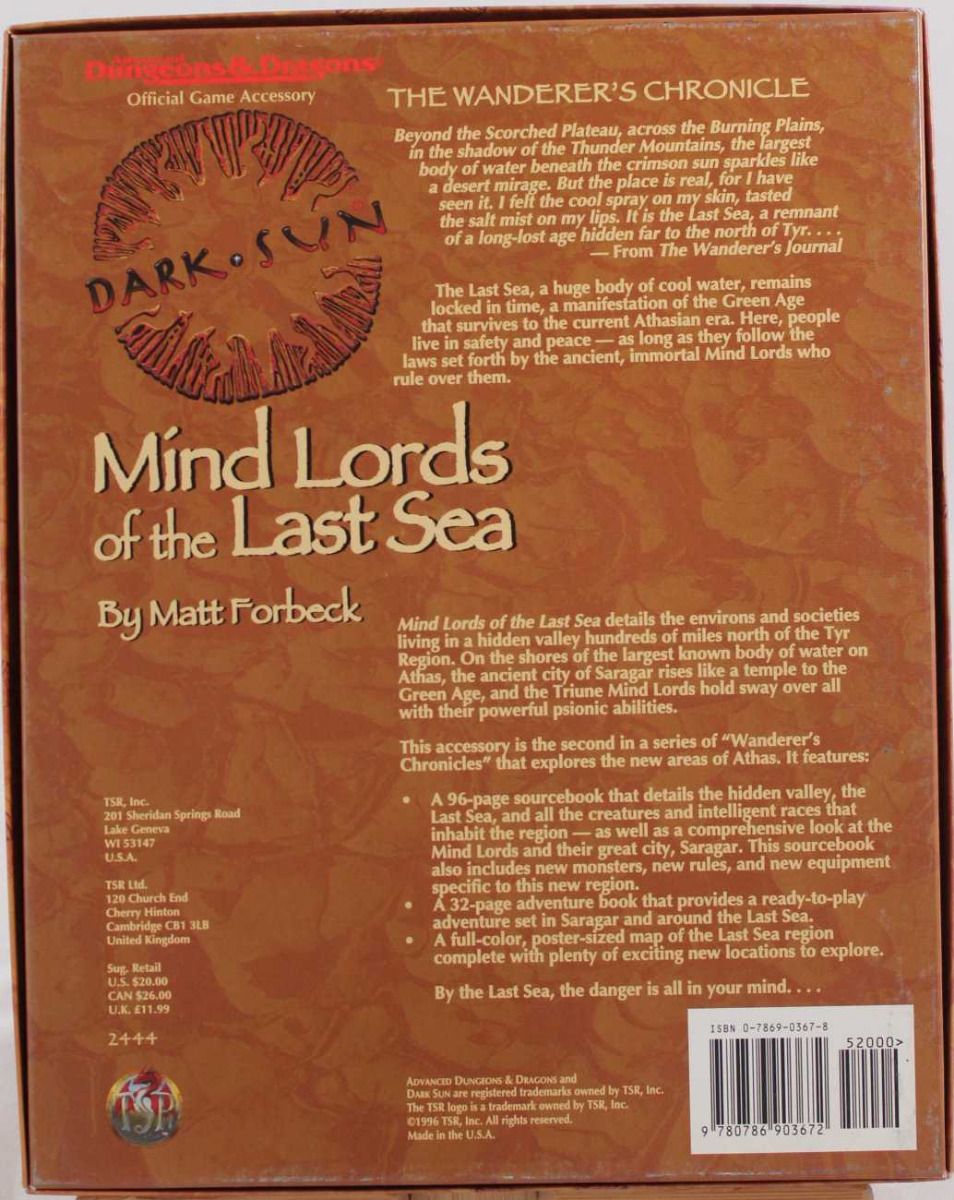 Advanced
Dungeons & Dragons
Official Game Accessory
DARK • SUN
Mind Lords
of the Last Sea
By Matt Forbeck
THE WANDERER'S CHRONICLE
Beyond the Scorched Plateau, across the Burning Plains,
in the shadow of the Thunder Mountains, the largest
body of water beneath the crimson sun sparkles like
a desert mirage. But the place is real, for I have
seen it. I felt the cool spray on my skin, tasted
the salt mist on my lips. It is the Last Sea, a remnant
of a long-lost age hidden far to the north of Tyr. . . .
— From The Wanderer's Journal
The Last Sea, a huge body of cool water, remains
locked in time, a manifestation of the Green Age
that survives to the current Athasian era. Here, people
live in safety and peace — as long as they follow the
laws set forth by the ancient, immortal Mind Lords who
rule over them.
Mind Lords of the Last Sea details the environs and societies
living in a hidden valley hundreds of miles north of the Tyr
Region. On the shores of the largest known body of water on
Athas, the ancient city of Saragar rises like a temple to the
Green Age, and the Triune Mind Lords hold sway over all
with their powerful psionic abilities.
This accessory is the second in a series of "Wanderer's
Chronicles" that explores the new areas of Athas. It features:
• A 96-page sourcebook that details the hidden valley, the
Last Sea, and all the creatures and intelligent races that
inhabit the region — as well as a comprehensive look at the
Mind Lords and their great city, Saragar. This sourcebook
also includes new monsters, new rules, and new equipment
specific to this new region.
• A 32-page adventure book that provides a ready-to-play
adventure set in Saragar and around the Last Sea.
• A full-color, poster-sized map of the Last Sea region
complete with plenty of exciting new locations to explore.
By the Last Sea, the danger is all in your mind. . . .
TSR, Inc.
201 Sheridan Springs Road
Lake Geneva
WI 53147
U.S.A.
TSR Ltd.
120 Church End
Cherry Hinton
Cambridge CB1 3LB
United Kingdom
Sug. Retail
U.S. $20.00
CAN $26.00
U.K. £11.99
2444
TSR
ADVANCED DUNGEONS & DRAGONS and
DARK SUN are registered trademarks owned by TSR, Inc.
The TSR logo is a trademark owned by TSR, Inc.
©1996 TSR, Inc. All rights reserved.
Made in the U.S.A.
ISBN 0-7869-0367-8
52000>
9 780786 903672